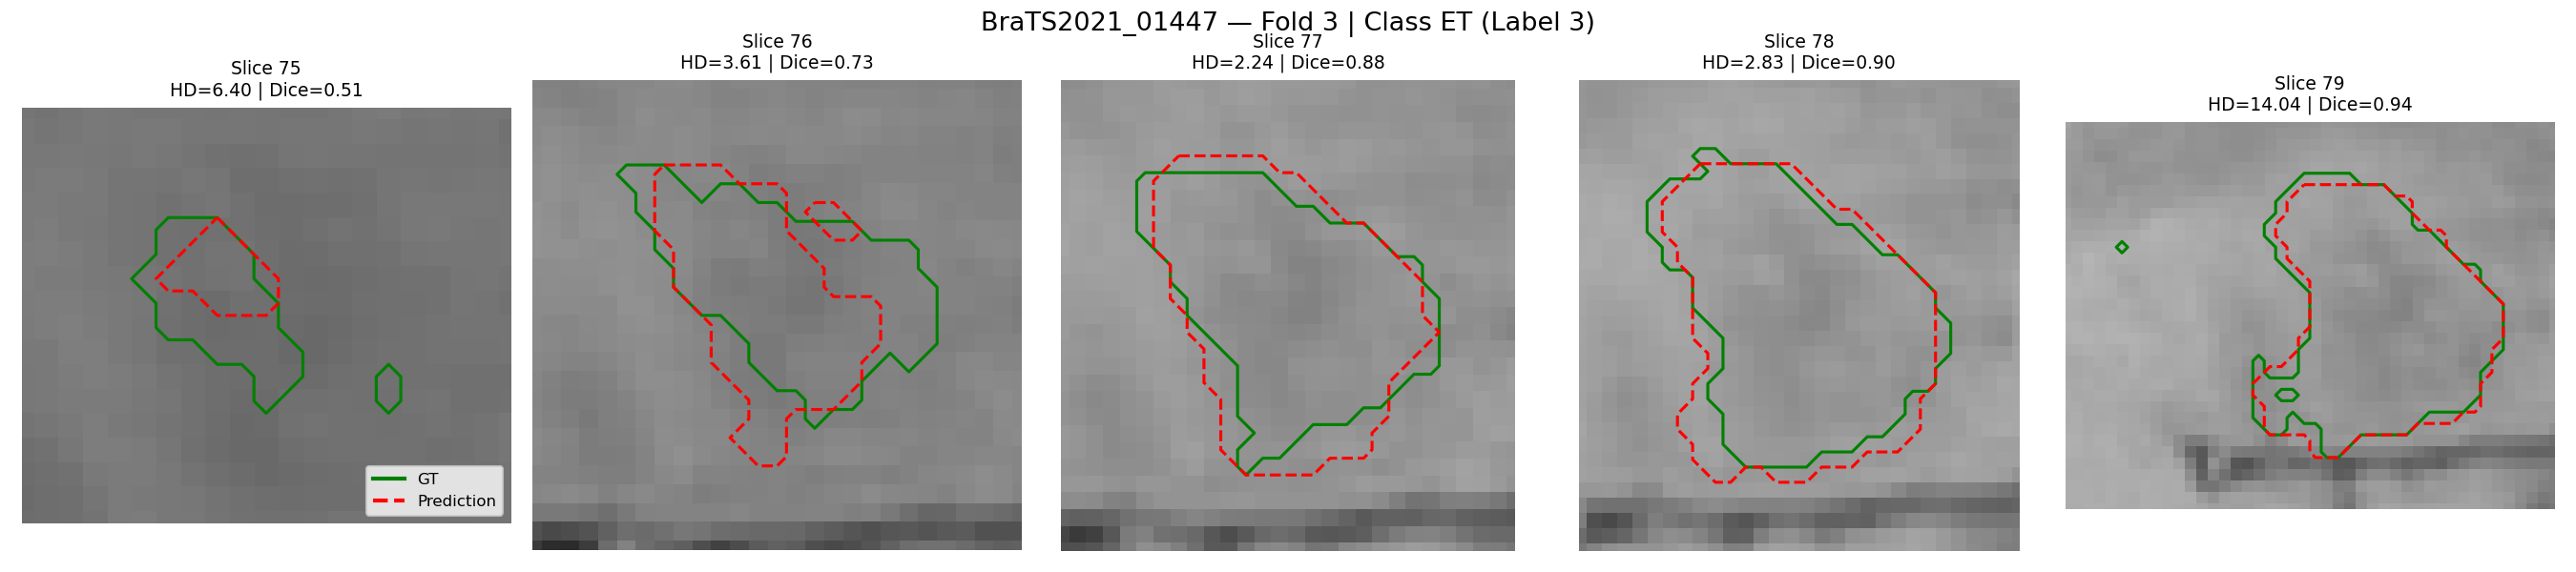 BraTS2021_01447 — Fold 3 | Class ET (Label 3)
Slice 75
HD=6.40 | Dice=0.51
Slice 76
HD=3.61 | Dice=0.73
Slice 77
HD=2.24 | Dice=0.88
Slice 78
HD=2.83 | Dice=0.90
Slice 79
HD=14.04 | Dice=0.94
GT
Prediction